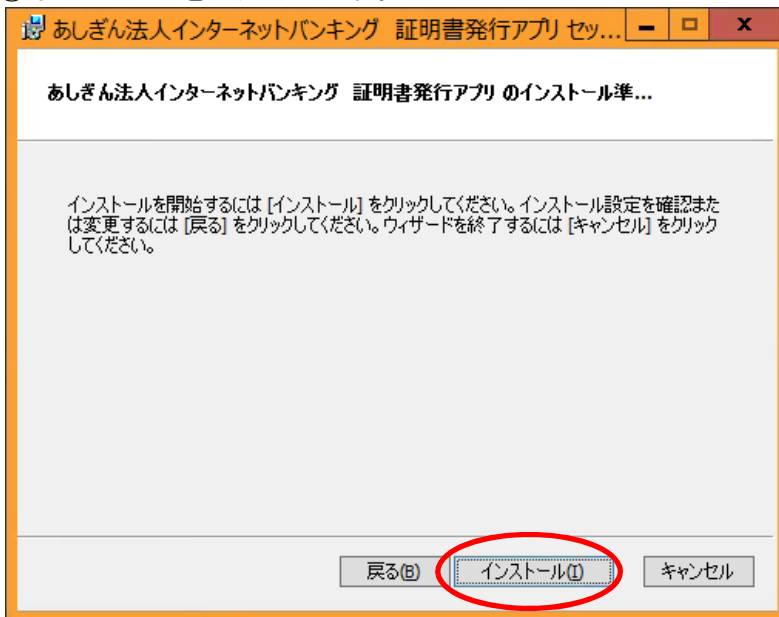 あしぎん法人インターネットバンキング 証明書発行アプリ セッ...
あしぎん法人インターネットバンキング 証明書発行アプリ のインストール準...
インストールを開始するには [インストール] をクリックしてください。インストール設定を確認また
は変更するには [戻る] をクリックしてください。ウィザードを終了するには [キャンセル] をクリック
してください。
戻る(B) インストール(I) キャンセル